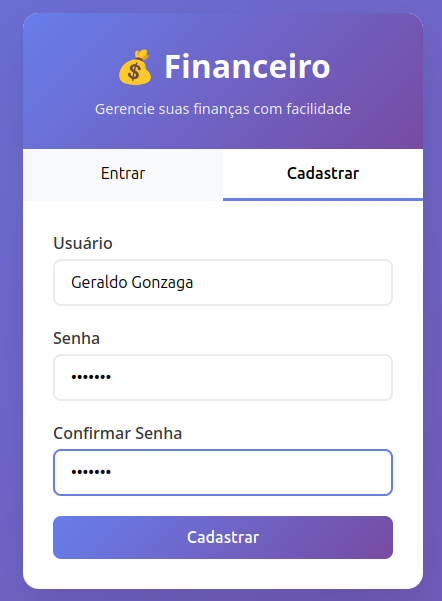 💰 Financeiro
Gerencie suas finanças com facilidade
Entrar Cadastrar
Usuário
Geraldo Gonzaga
Senha
•••••••
Confirmar Senha
•••••••
Cadastrar